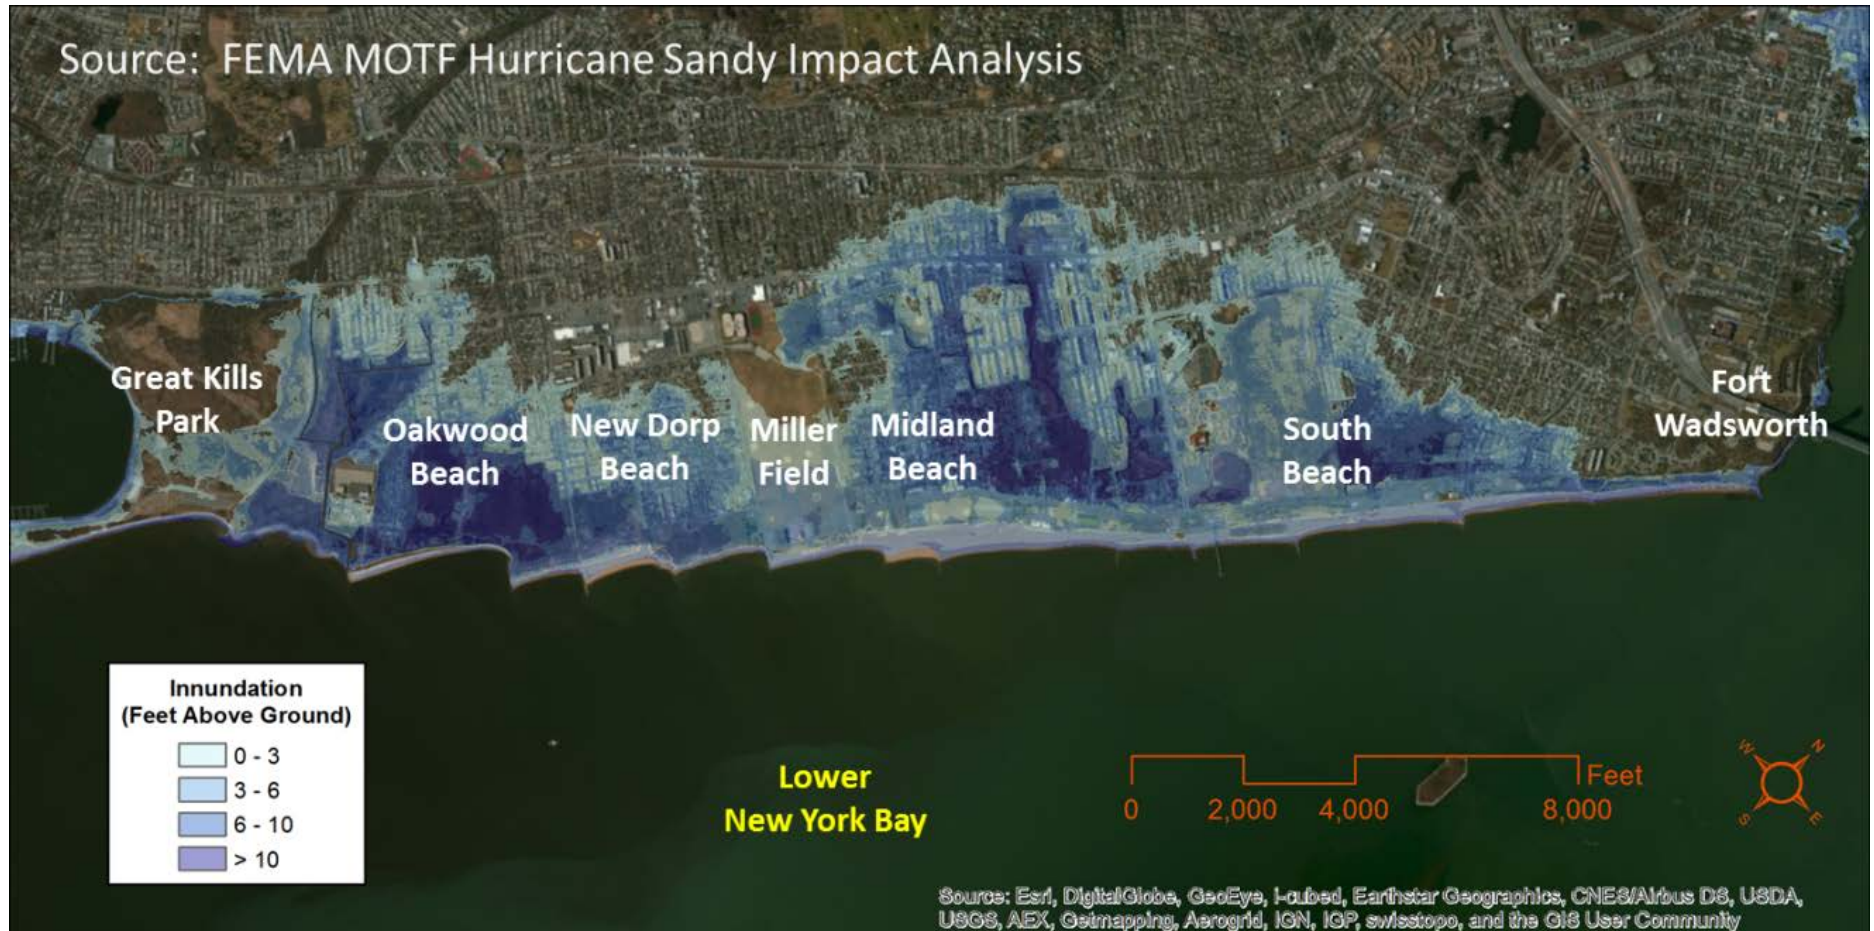 Source: FEMA MOTF Hurricane Sandy Impact Analysis
Great Kills
Park
Oakwood
Beach
New Dorp
Beach
Miller
Field
Midland
Beach
South
Beach
Fort
Wadsworth
Innundation
(Feet Above Ground)
0 - 3
3 - 6
6 - 10
> 10
Lower
New York Bay
Feet
0 2,000 4,000 8,000
W N
S E
Source: Esri, DigitalGlobe, GeoEye, i-cubed, Earthstar Geographics, CNES/Airbus DS, USDA,
USGS, AEX, Getmapping, Aerogrid, IGN, IGP, swisstopo, and the GIS User Community